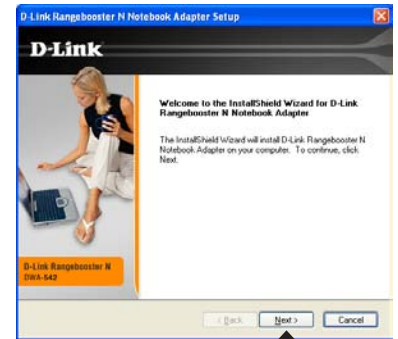 D-Link Rangebooster N Notebook Adapter Setup
D-Link
Welcome to the InstallShield Wizard for D-Link
Rangebooster N Notebook Adapter
The InstallShield Wizard will install D-Link Rangebooster N
Notebook Adapter on your computer. To continue, click
Next.
D-Link Rangebooster N
DWA-642
< Back
Next >
Cancel